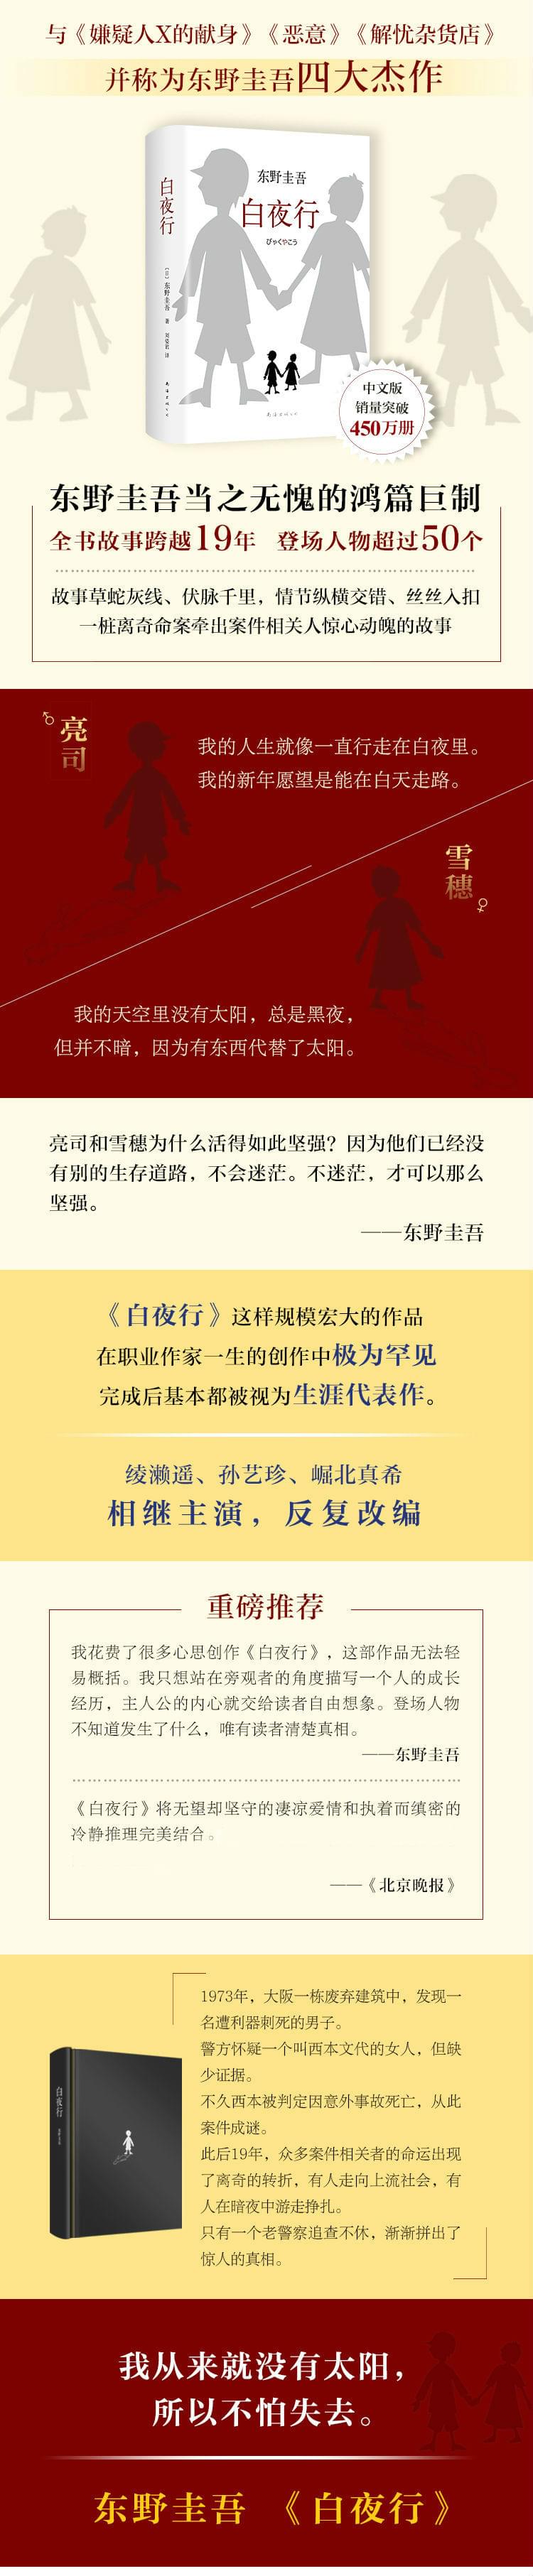 与《嫌疑人X的献身》《恶意》《解忧杂货店》
并称为东野圭吾四大杰作
白夜行
[日]东野圭吾 著
刘姿君 译
东野圭吾
白夜行
びゃくやこう
中文版
销量突破
450万册
东野圭吾当之无愧的鸿篇巨制
全书故事跨越19年 登场人物超过50个
故事草蛇灰线、伏脉千里，情节纵横交错、丝丝入扣
一桩离奇命案牵出案件相关人惊心动魄的故事
♂
亮司
我的人生就像一直行走在白夜里。
我的新年愿望是能在白天走路。
雪穗
♀
我的天空里没有太阳，总是黑夜，
但并不暗，因为有东西代替了太阳。
亮司和雪穗为什么活得如此坚强？因为他们已经没
有别的生存道路，不会迷茫。不迷茫，才可以那么
坚强。
——东野圭吾
《白夜行》这样规模宏大的作品
在职业作家一生的创作中极为罕见
完成后基本都被视为生涯代表作。
绫濑遥、孙艺珍、崛北真希
相继主演，反复改编
重磅推荐
我花费了很多心思创作《白夜行》，这部作品无法轻
易概括。我只想站在旁观者的角度描写一个人的成长
经历，主人公的内心就交给读者自由想象。登场人物
不知道发生了什么，唯有读者清楚真相。
——东野圭吾
《白夜行》将无望却坚守的凄凉爱情和执着而缜密的
冷静推理完美结合。
——《北京晚报》
白夜行
1973年，大阪一栋废弃建筑中，发现一
名遭利器刺死的男子。
警方怀疑一个叫西本文代的女人，但缺
少证据。
不久西本被判定因意外事故死亡，从此
案件成谜。
此后19年，众多案件相关者的命运出现
了离奇的转折，有人走向上流社会，有
人在暗夜中游走挣扎。
只有一个老警察追查不休，渐渐拼出了
惊人的真相。
我从来就没有太阳，
所以不怕失去。
东野圭吾 《白夜行》